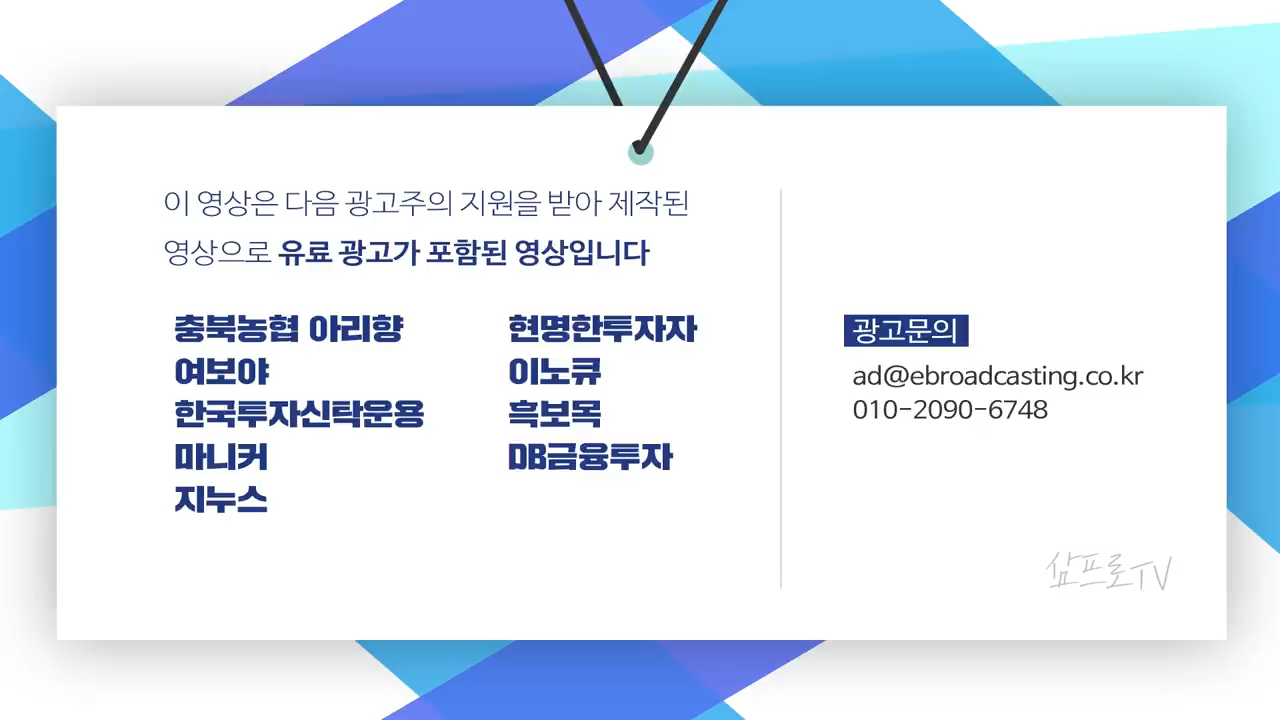 이 영상은 다음 광고주의 지원을 받아 제작된
영상으로 유료 광고가 포함된 영상입니다
충북농협 아리향
여보야
한국투자신탁운용
마니커
지누스
현명한투자자
이노큐
흑보목
DB금융투자
광고문의
ad@ebroadcasting.co.kr
010-2090-6748
삼프로TV